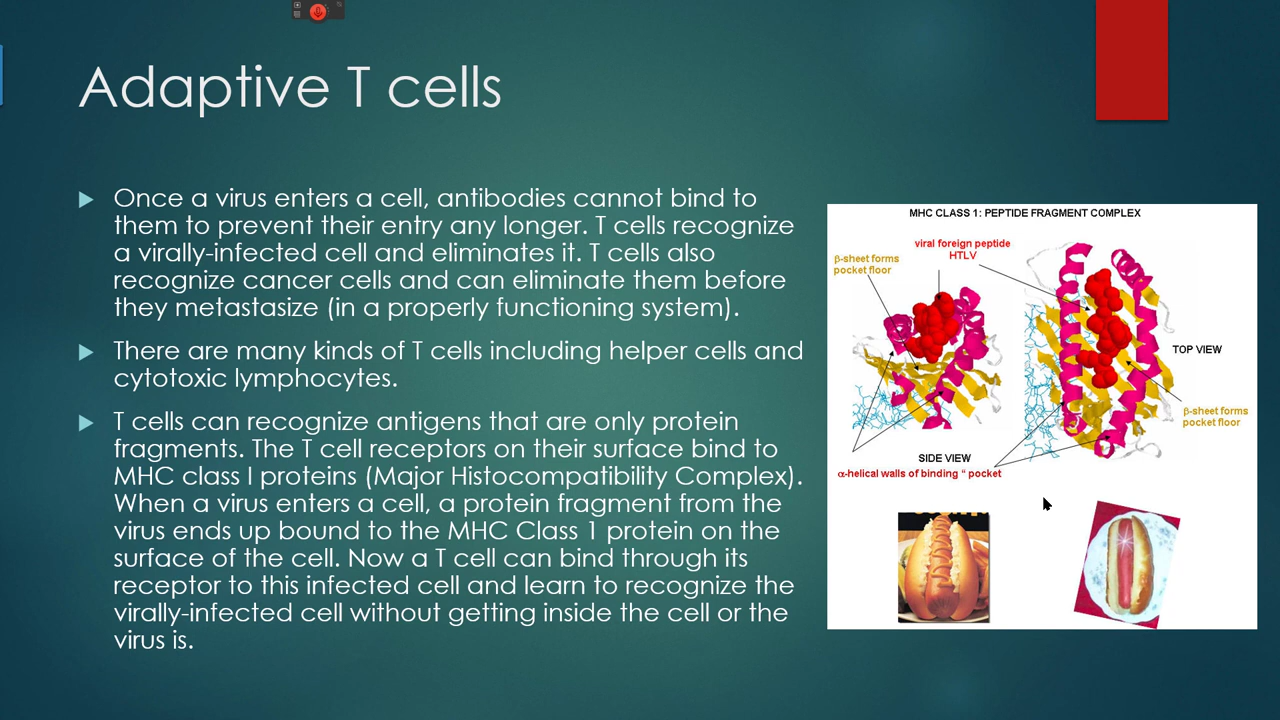 Adaptive T cells
Once a virus enters a cell, antibodies cannot bind to
them to prevent their entry any longer. T cells recognize
a virally-infected cell and eliminates it. T cells also
recognize cancer cells and can eliminate them before
they metastasize (in a properly functioning system).
There are many kinds of T cells including helper cells and
cytotoxic lymphocytes.
T cells can recognize antigens that are only protein
fragments. The T cell receptors on their surface bind to
MHC class I proteins (Major Histocompatibility Complex).
When a virus enters a cell, a protein fragment from the
virus ends up bound to the MHC Class 1 protein on the
surface of the cell. Now a T cell can bind through its
receptor to this infected cell and learn to recognize the
virally-infected cell without getting inside the cell or the
virus is.
MHC CLASS 1: PEPTIDE FRAGMENT COMPLEX
viral foreign peptide
HTLV
β-sheet forms
pocket floor
TOP VIEW
β-sheet forms
pocket floor
SIDE VIEW
α-helical walls of binding “ pocket